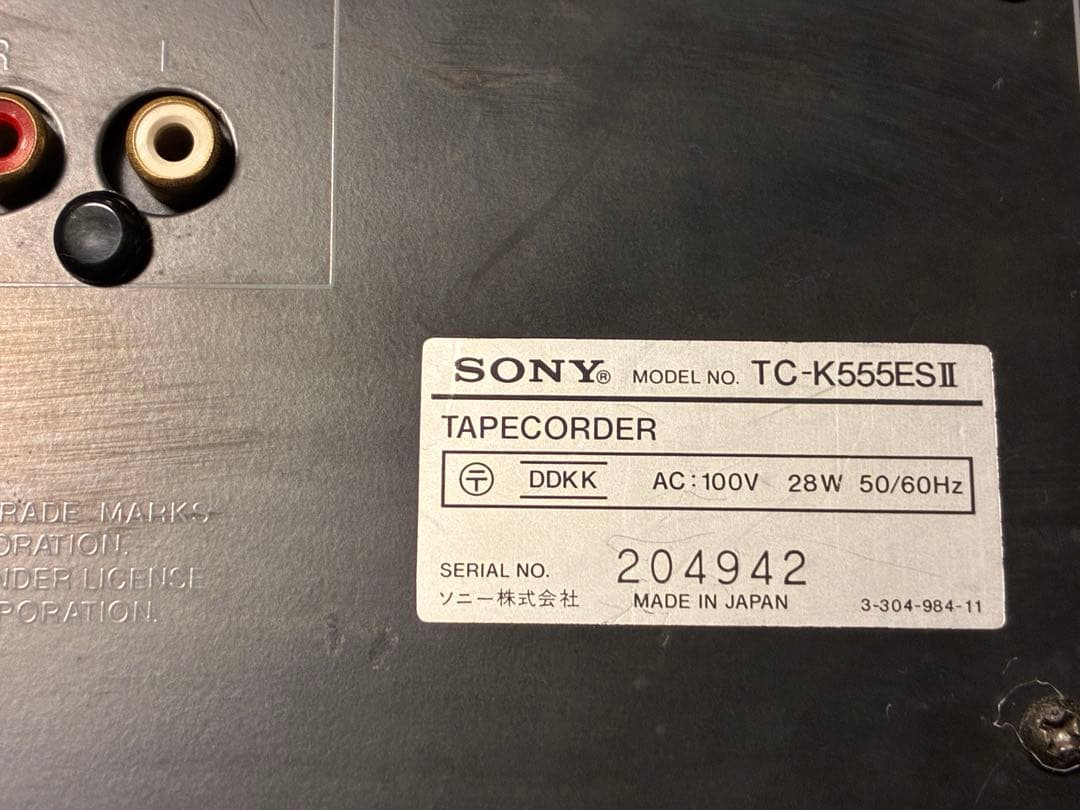 R L
SONY® MODEL NO. TC-K555ESⅡ
TAPECORDER
〶 DDKK AC:100V 28W 50/60Hz
SERIAL NO. 204942
ソニー株式会社 MADE IN JAPAN 3-304-984-11
RADE MARKS
ORATION.
NDER LICENSE
RPORATION.